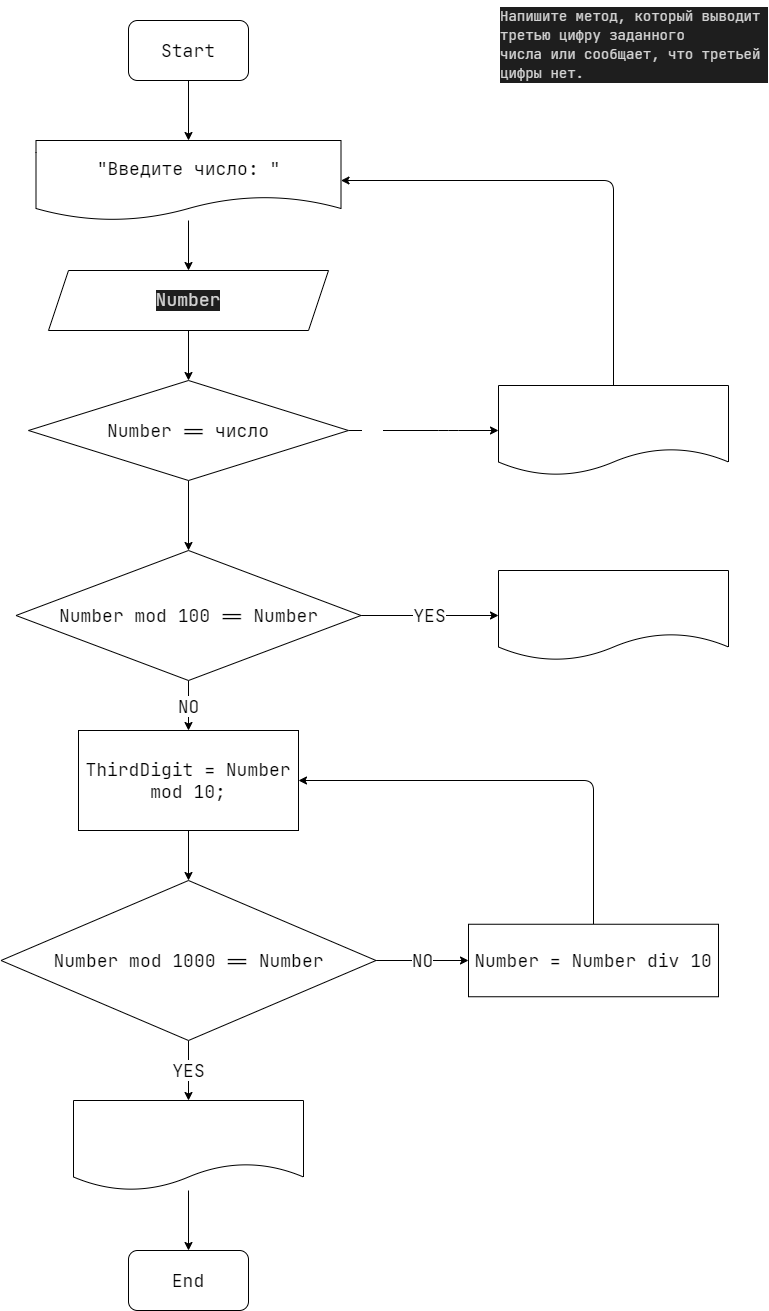 Напишите метод, который выводит
третью цифру заданного
числа или сообщает, что третьей
цифры нет.
Start
"Введите число: "
Number
Number == число
Number mod 100 == Number
YES
NO
ThirdDigit = Number
mod 10;
Number mod 1000 == Number
NO
Number = Number div 10
YES
End